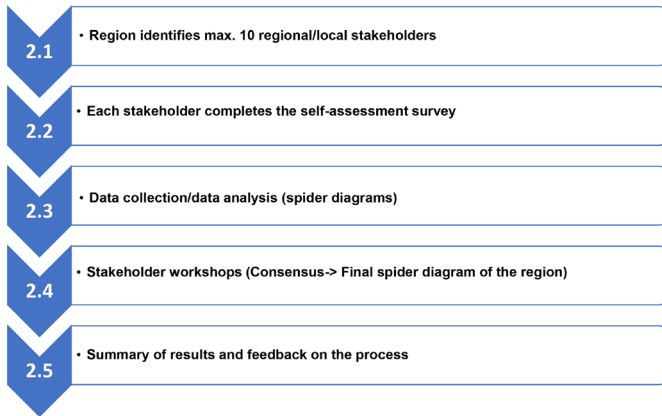 2.1
• Region identifies max. 10 regional/local stakeholders
2.2
• Each stakeholder completes the self-assessment survey
2.3
• Data collection/data analysis (spider diagrams)
2.4
• Stakeholder workshops (Consensus-> Final spider diagram of the region)
2.5
• Summary of results and feedback on the process